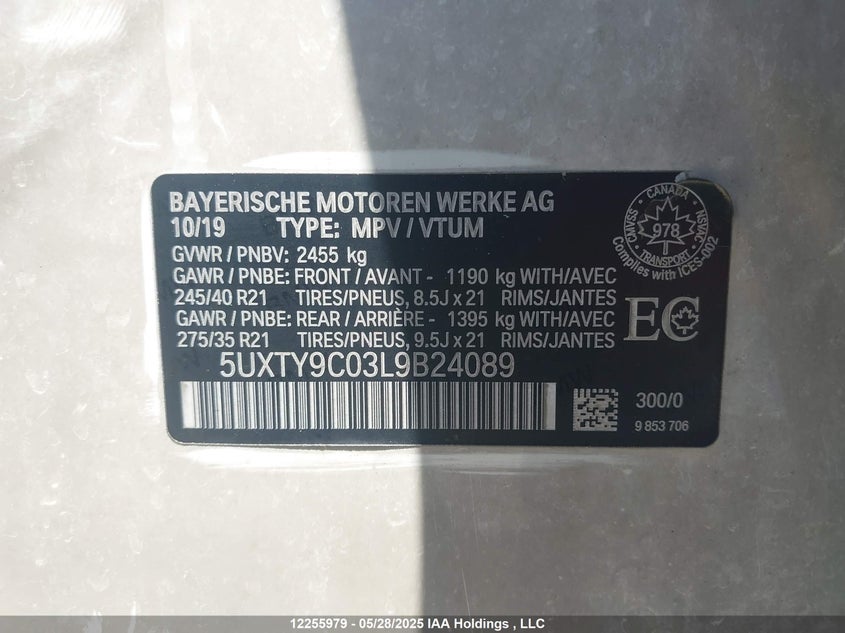 BAYERISCHE MOTOREN WERKE AG
10/19 TYPE: MPV / VTUM
GVWR / PNBV: 2455 kg
GAWR / PNBE: FRONT / AVANT - 1190 kg WITH/AVEC
245/40 R21 TIRES/PNEUS, 8.5J x 21 RIMS/JANTES
GAWR / PNBE: REAR / ARRIÈRE - 1395 kg WITH/AVEC
275/35 R21 TIRES/PNEUS, 9.5J x 21 RIMS/JANTES
5UXTY9C03L9B24089
CANADA
CMVSS
NSVAC
978
TRANSPORT
Complies with ICES-002
EC
300/0
9 853 706
12255979 - 05/28/2025 IAA Holdings , LLC